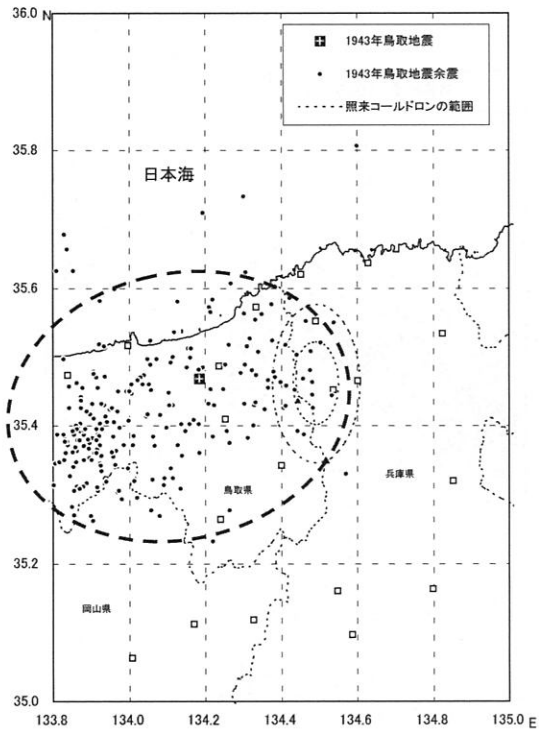 36.0
N
1943年鳥取地震
1943年鳥取地震余震
照来コールドロンの範囲
35.8
日本海
35.6
35.4
兵庫県
鳥取県
35.2
岡山県
35.0
133.8 134.0 134.2 134.4 134.6 134.8 135.0
E